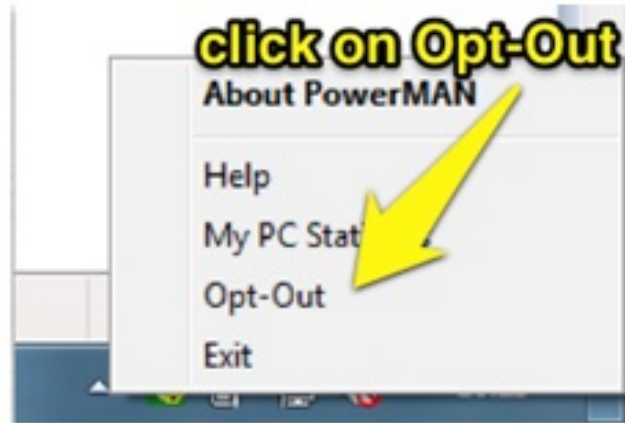 click on Opt-Out
About PowerMAN
Help
My PC Stat
Opt-Out
Exit